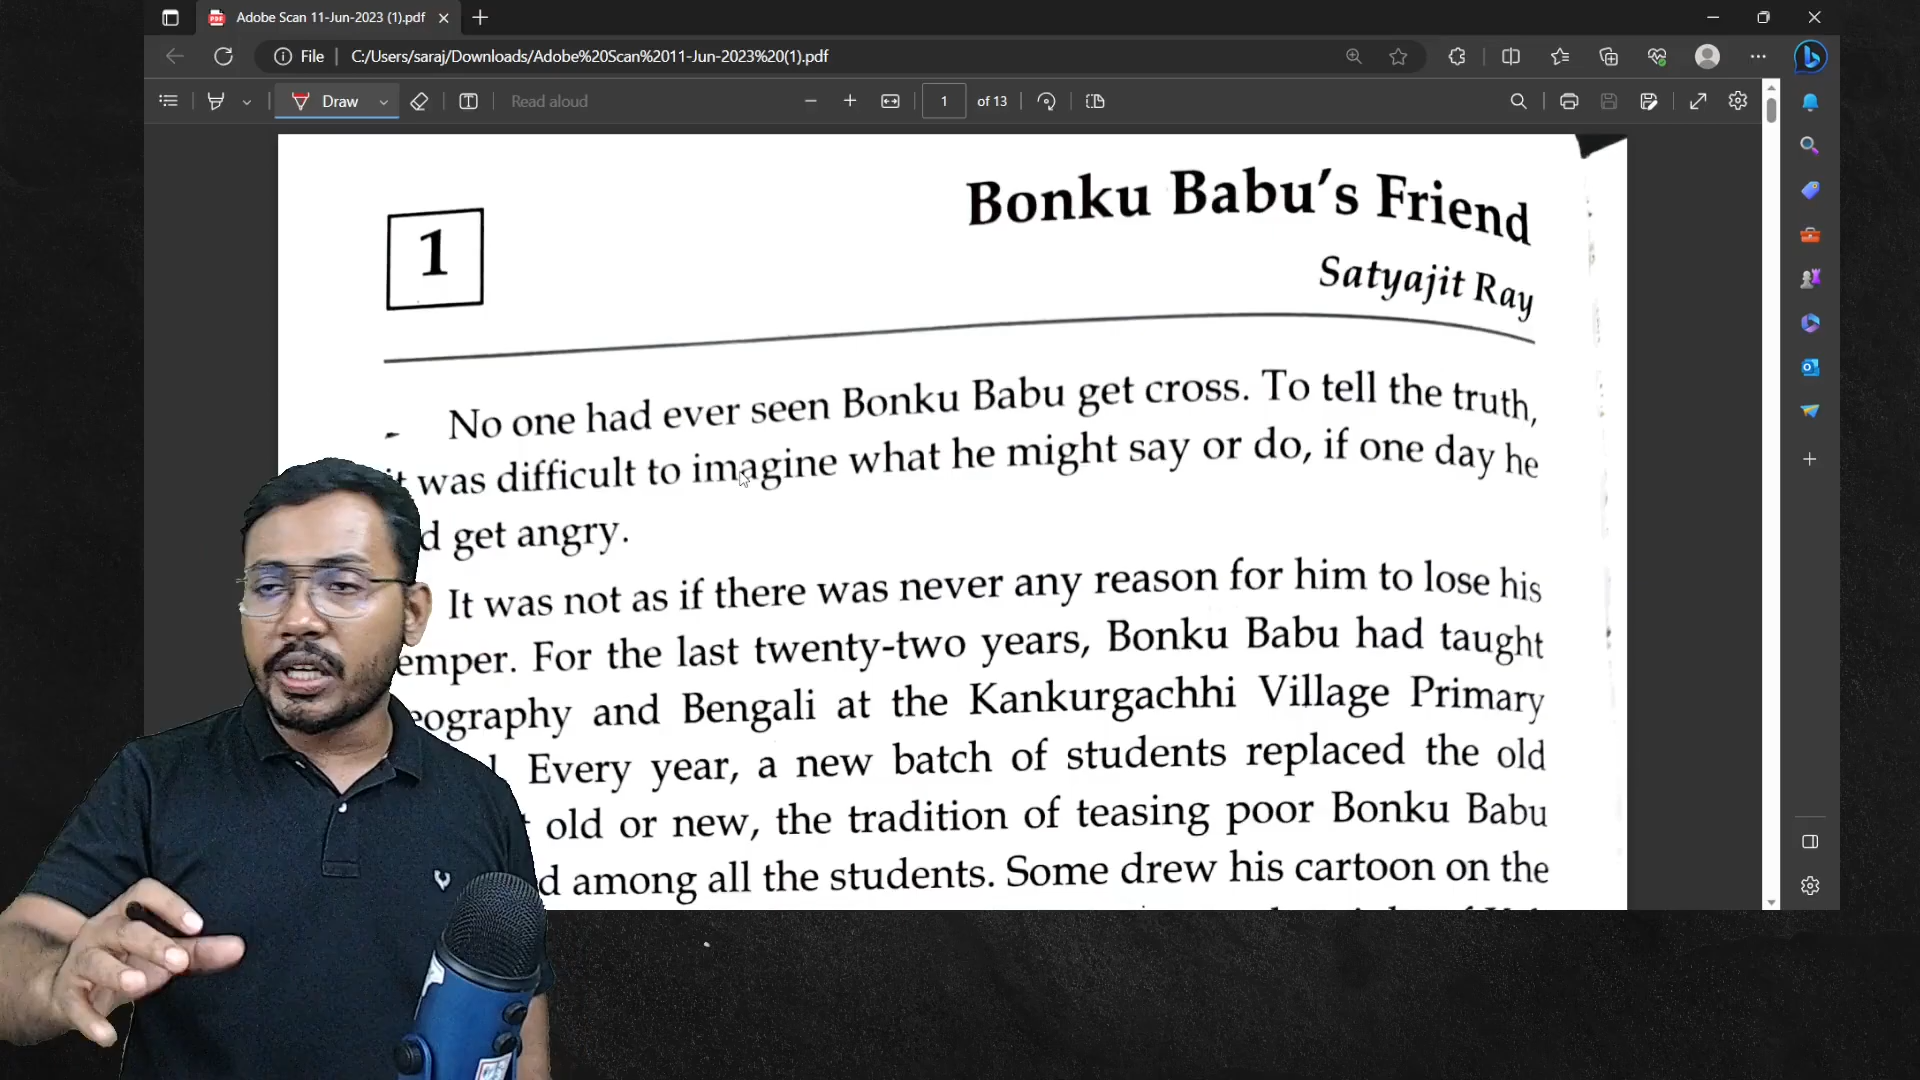 Adobe Scan 11-Jun-2023 (1).pdf
File
C:/Users/saraj/Downloads/Adobe%20Scan%2011-Jun-2023%20(1).pdf
Draw
Read aloud
1
of 13
Bonku Babu's Friend
1
Satyajit Ray
No one had ever seen Bonku Babu get cross. To tell the truth,
was difficult to imagine what he might say or do, if one day he
get angry.
It was not as if there was never any reason for him to lose his
emper. For the last twenty-two years, Bonku Babu had taught
eography and Bengali at the Kankurgachhi Village Primary
Every year, a new batch of students replaced the old
old or new, the tradition of teasing poor Bonku Babu
among all the students. Some drew his cartoon on the